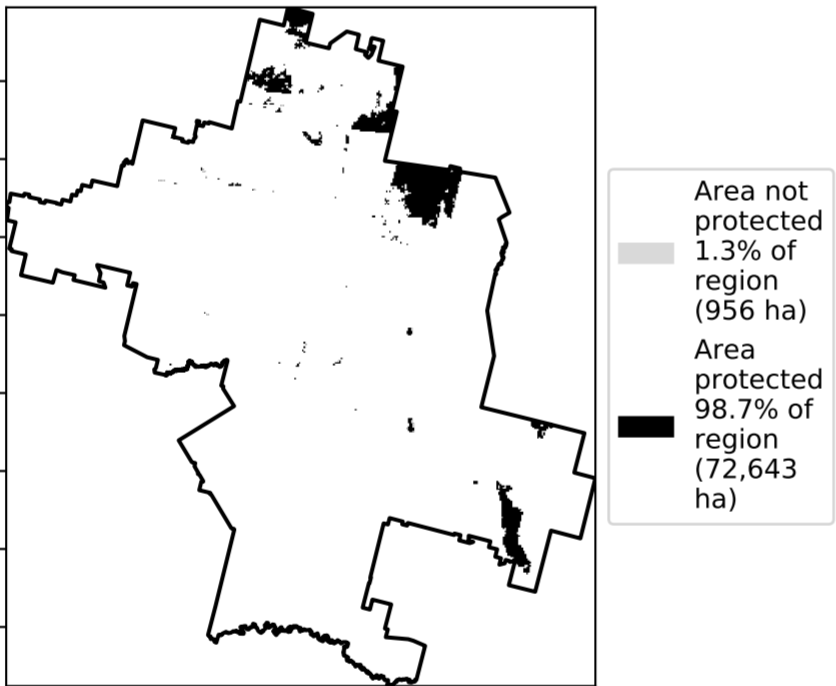 Area not
protected
1.3% of
region
(956 ha)
Area
protected
98.7% of
region
(72,643
ha)